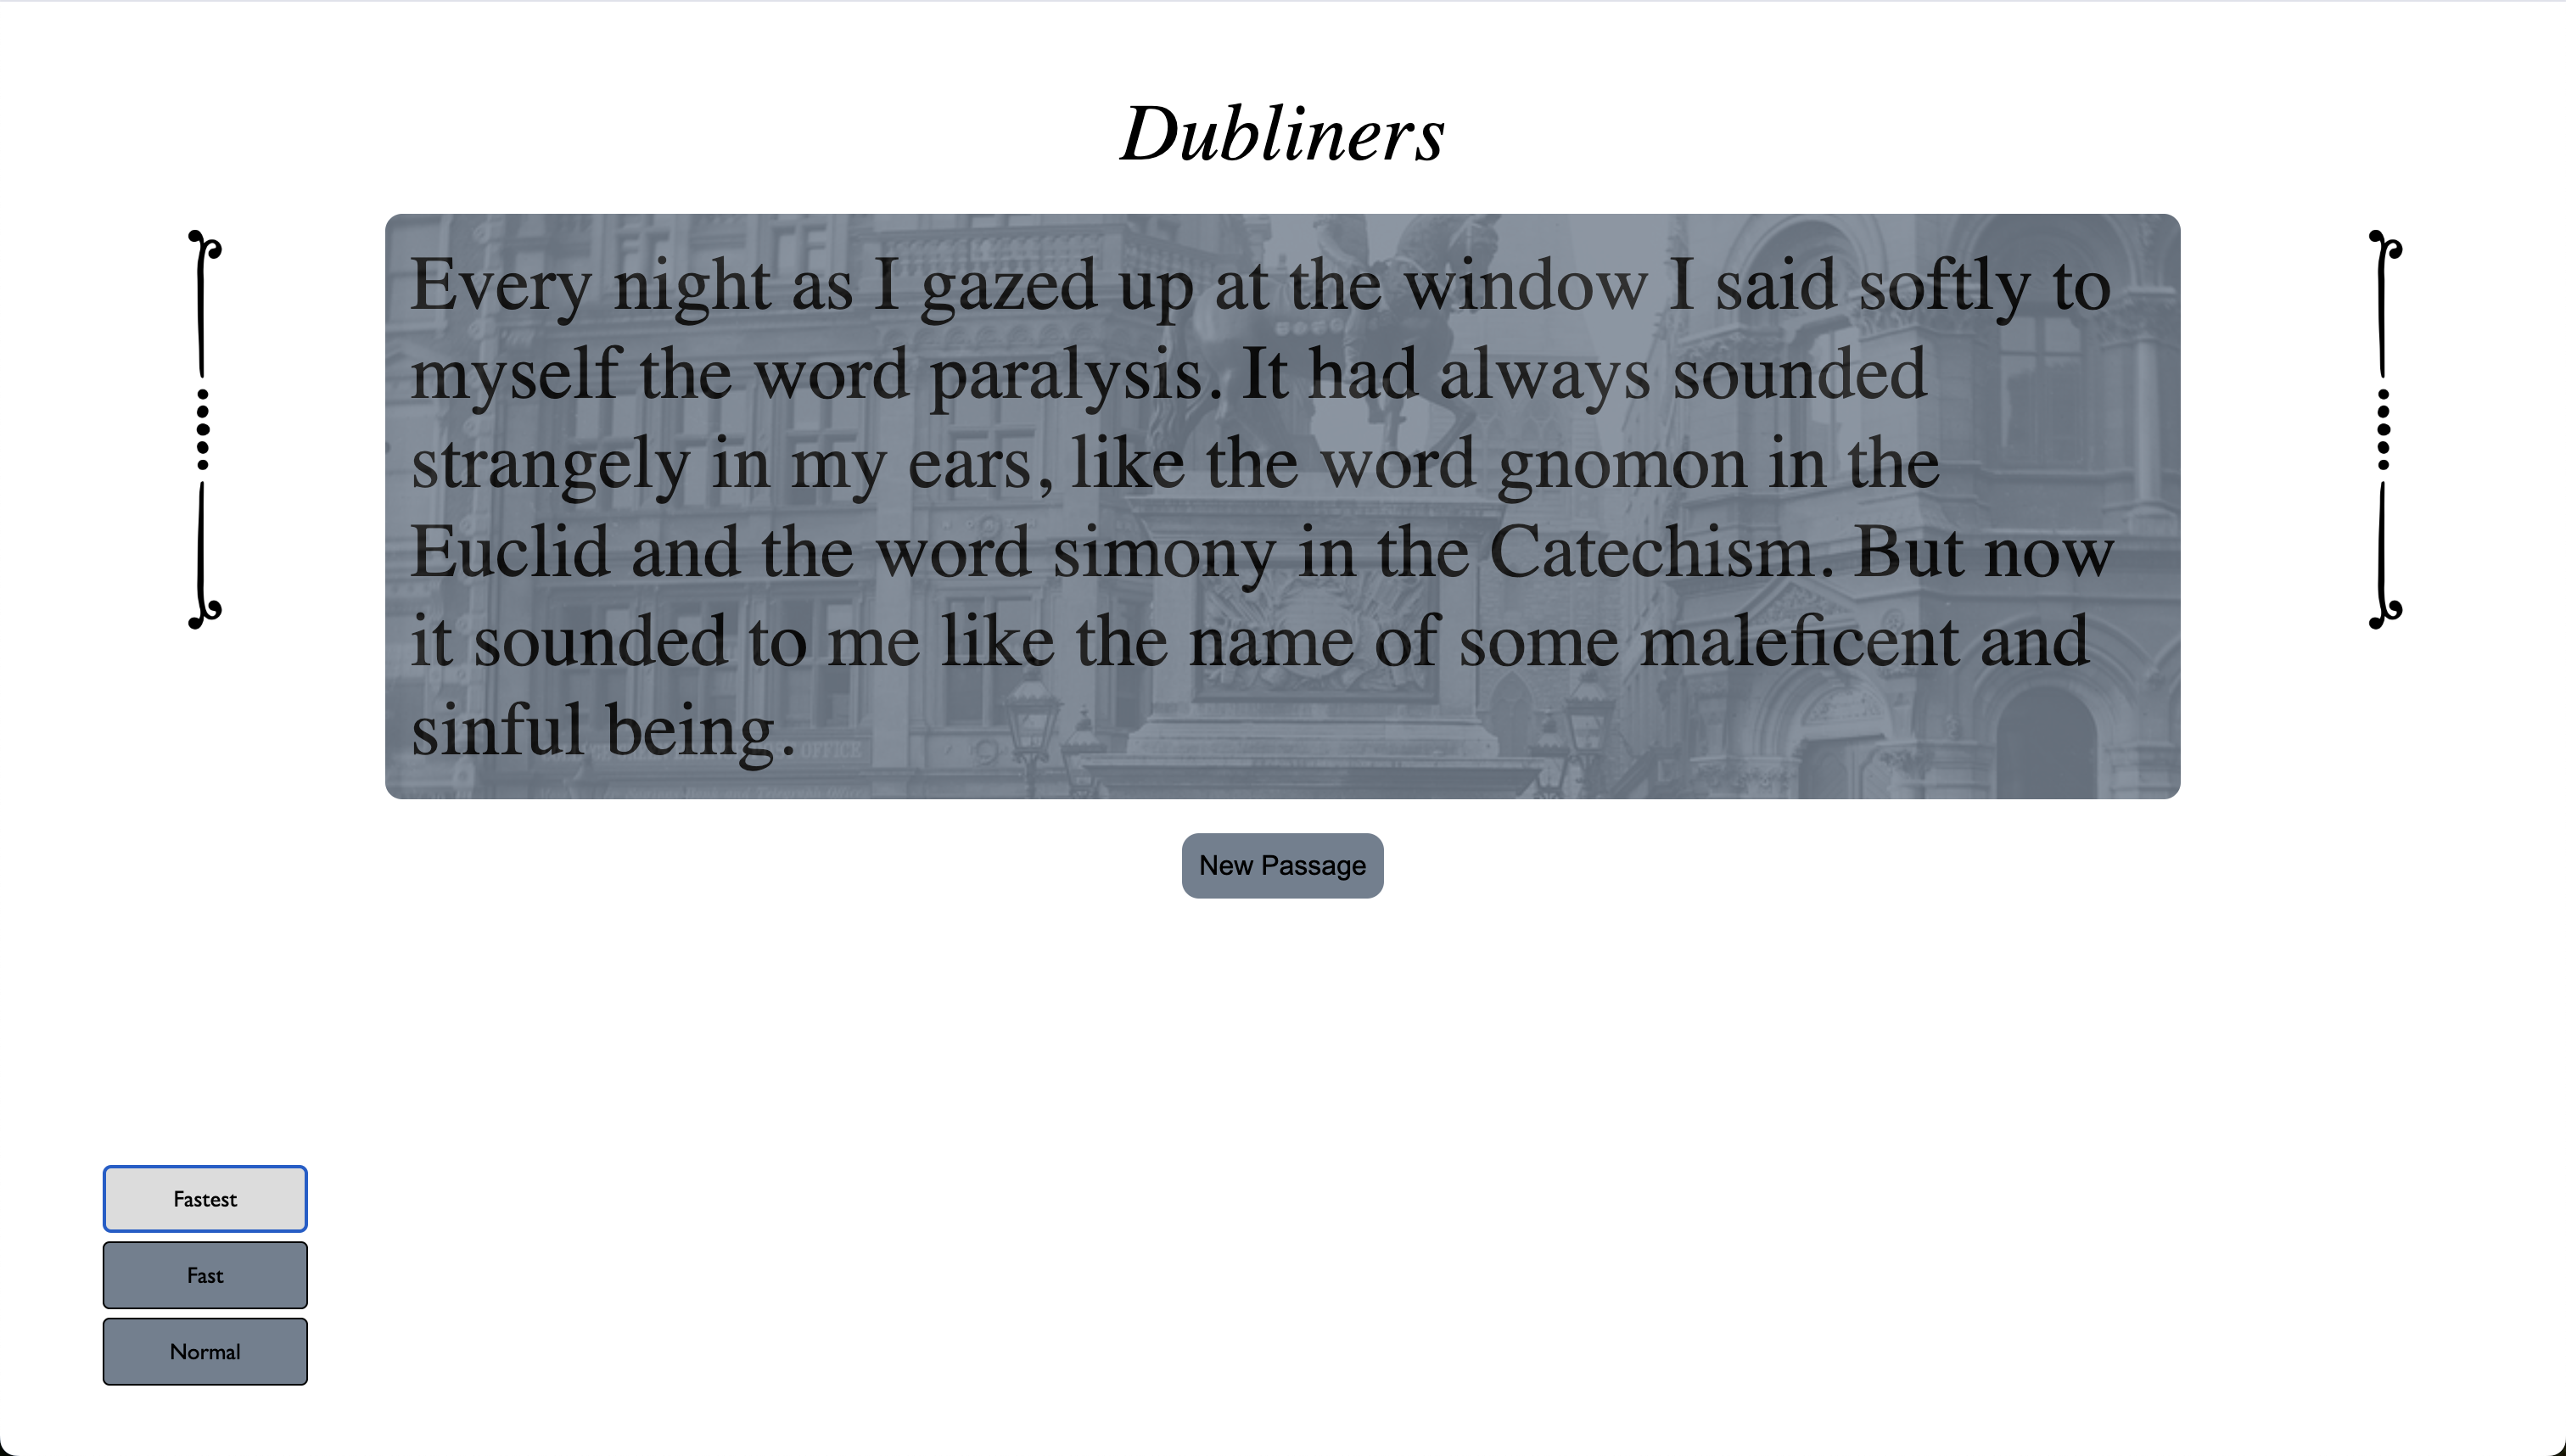 Dubliners
Every night as I gazed up at the window I said softly to
myself the word paralysis. It had always sounded
strangely in my ears, like the word gnomon in the
Euclid and the word simony in the Catechism. But now
it sounded to me like the name of some maleficent and
sinful being.
OFFICE
New Passage
Fastest
Fast
Normal